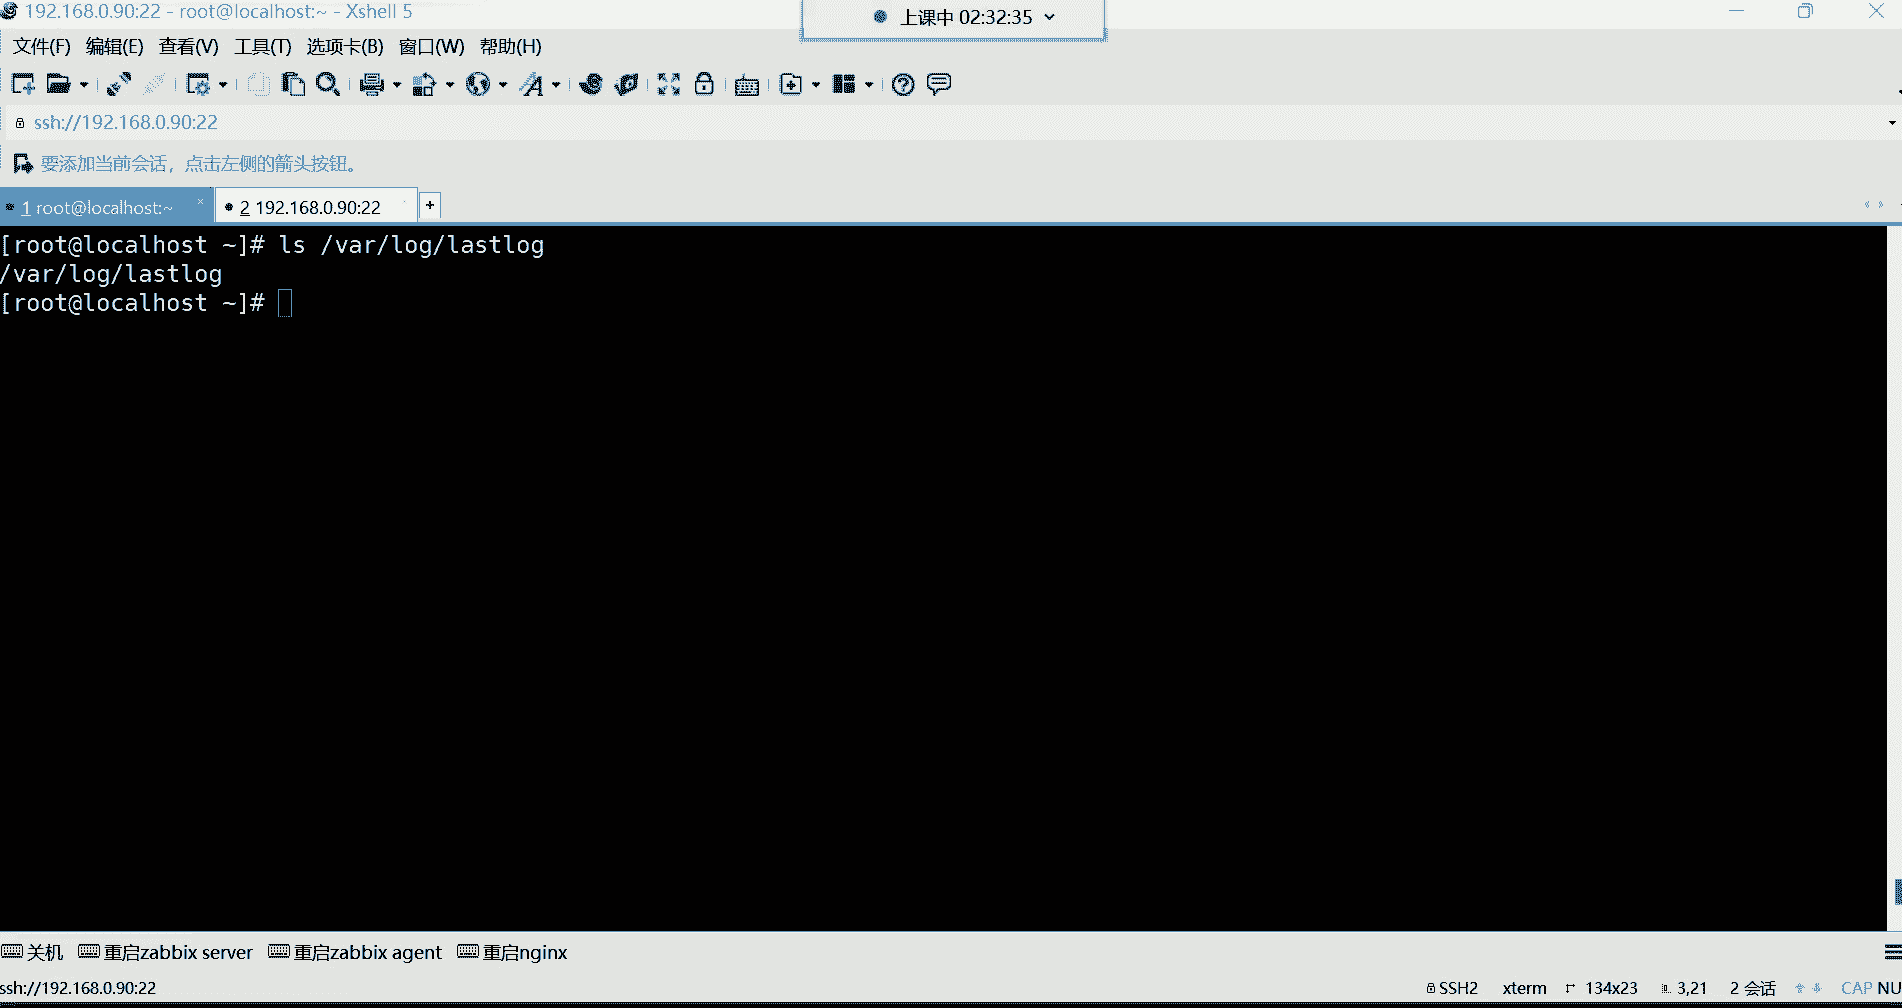 192.168.0.90:22 - root@localhost:~ - Xshell 5
上课中 02:32:35
文件(F) 编辑(E) 查看(V) 工具(T) 选项卡(B) 窗口(W) 帮助(H)
ssh://192.168.0.90:22
要添加当前会话，点击左侧的箭头按钮。
1 root@localhost:~ × 2 192.168.0.90:22 +
[root@localhost ~]# ls /var/log/lastlog
/var/log/lastlog
[root@localhost ~]#
关机 重启zabbix server 重启zabbix agent 重启nginx
ssh://192.168.0.90:22 SSH2 xterm 134x23 3,21 2 会话 CAP NU